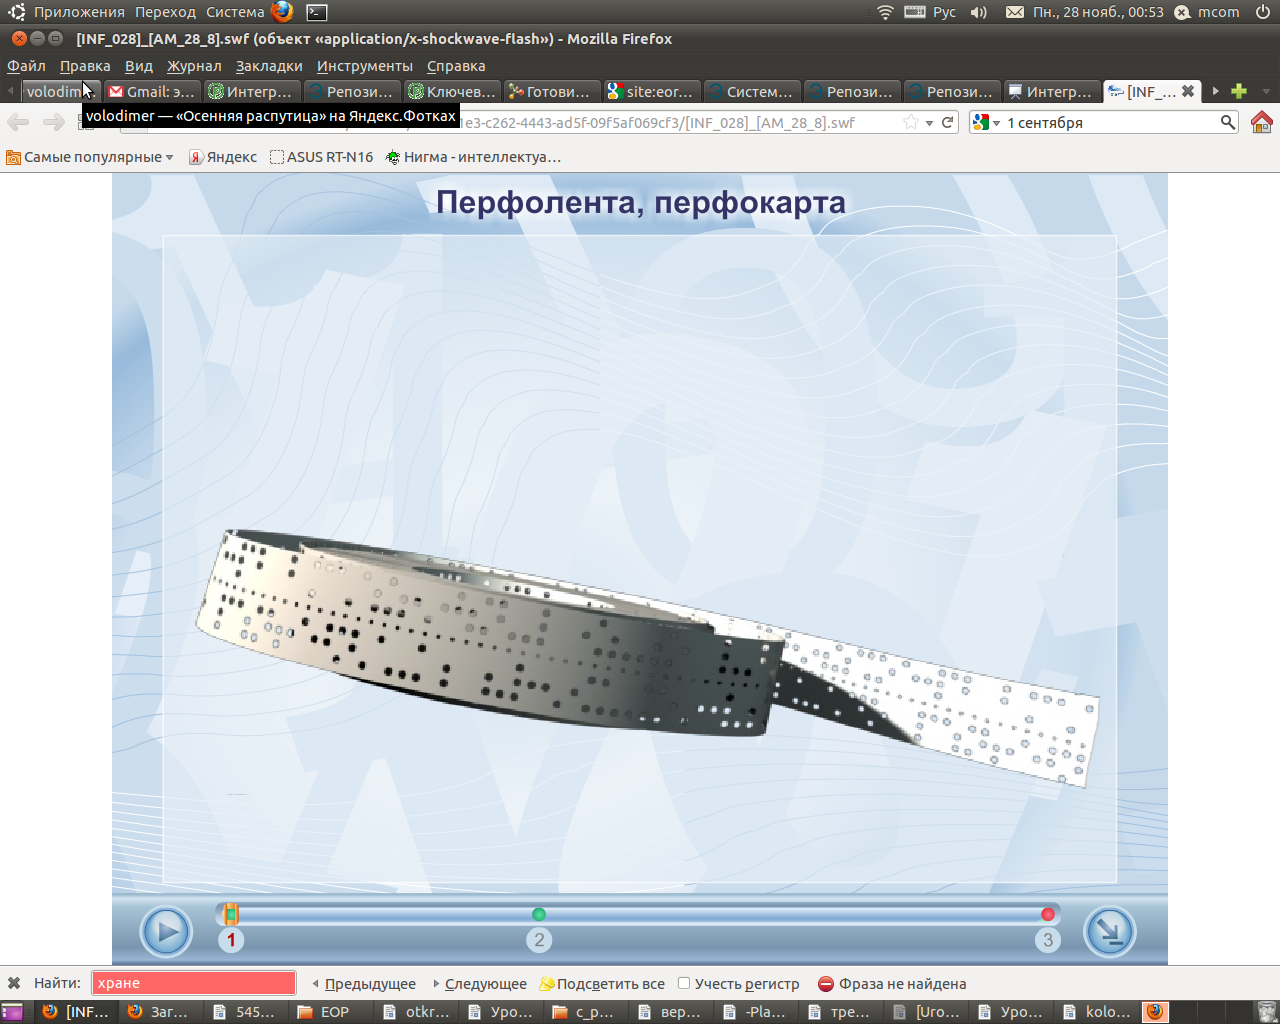 Приложения Переход Система Рус Пн., 28 нояб., 00:53 mcom
[INF_028]_[AM_28_8].swf (объект «application/x-shockwave-flash») - Mozilla Firefox
Файл Правка Вид Журнал Закладки Инструменты Справка
volodim… Gmail: э… Интегр… Репози… Ключев… Готови… site:eor… Систем… Репози… Репози… Интегр… [INF_…
volodimer — «Осенняя распутица» на Яндекс.Фотках
1e3-c262-4443-ad5f-09f5af069cf3/[INF_028]_[AM_28_8].swf 1 сентября
Самые популярные Яндекс ASUS RT-N16 Нигма - интеллектуа…
Перфолента, перфокарта
1 2 3
Найти: хране Предыдущее Следующее Подсветить все Учесть регистр Фраза не найдена
[INF… Заг… 545… EOP otkr… Уро… c_p… вер… -Pla… тре… [Uro… Уро… kolo…